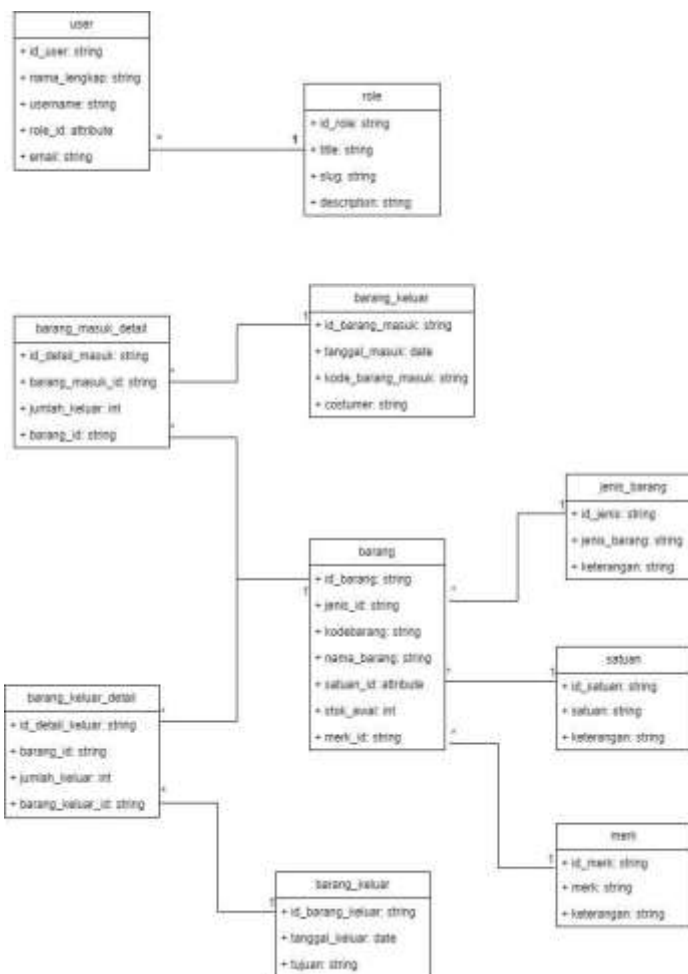 user
+ id_user: string
+ nama_lengkap: string
+ username: string
+ role_id: attribute
+ email: string
role
+ id_role: string
+ title: string
+ slug: string
+ description: string
*
1
barang_masuk_detail
+ id_detail_masuk: string
+ barang_masuk_id: string
+ jumlah_keluar: int
+ barang_id: string
*
*
barang_keluar
+ id_barang_masuk: string
+ tanggal_masuk: date
+ kode_barang_masuk: string
+ costumer: string
1
jenis_barang
+ id_jenis: string
+ jenis_barang: string
+ keterangan: string
1
barang
+ id_barang: string
+ jenis_id: string
+ kodebarang: string
+ nama_barang: string
+ satuan_id: attribute
+ stok_awal: int
+ merk_id: string
1
*
*
*
satuan
+ id_satuan: string
+ satuan: string
+ keterangan: string
1
barang_keluar_detail
+ id_detail_keluar: string
+ barang_id: string
+ jumlah_keluar: int
+ barang_keluar_id: string
*
*
merk
+ id_merk: string
+ merk: string
+ keterangan: string
1
barang_keluar
+ id_barang_keluar: string
+ tanggal_keluar: date
+ tujuan: string
1